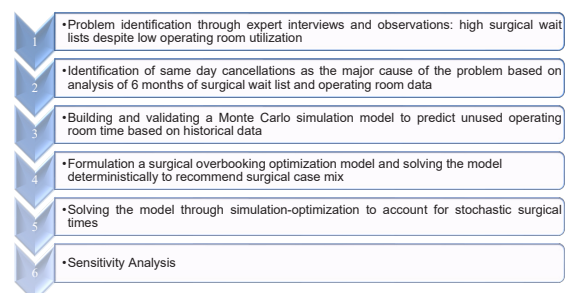 1
•Problem identification through expert interviews and observations: high surgical wait
lists despite low operating room utilization
2
•Identification of same day cancellations as the major cause of the problem based on
analysis of 6 months of surgical wait list and operating room data
3
•Building and validating a Monte Carlo simulation model to predict unused operating
room time based on historical data
4
•Formulation a surgical overbooking optimization model and solving the model
deterministically to recommend surgical case mix
5
•Solving the model through simulation-optimization to account for stochastic surgical
times
6
•Sensitivity Analysis